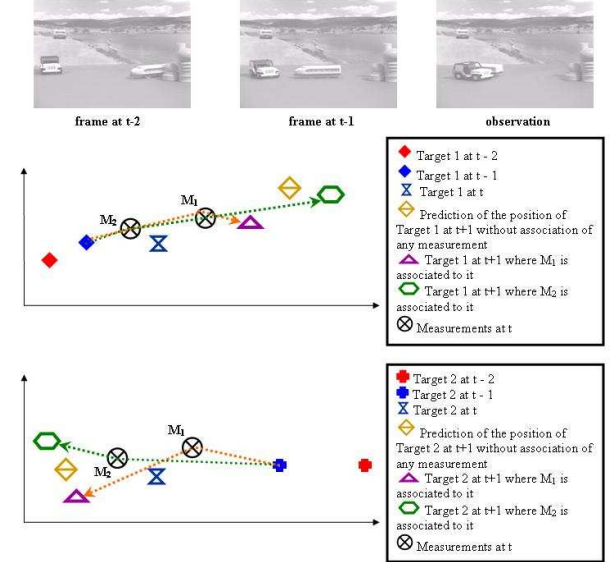 frame at t-2
frame at t-1
observation
Target 1 at t - 2
Target 1 at t - 1
Target 1 at t
Prediction of the position of
Target 1 at t+1 without association of
any measurement
Target 1 at t+1 where M₁ is
associated to it
Target 1 at t+1 where M₂ is
associated to it
Measurements at t
M₁
M₂
Target 2 at t - 2
Target 2 at t - 1
Target 2 at t
Prediction of the position of
Target 2 at t+1 without association of
any measurement
Target 2 at t+1 where M₁ is
associated to it
Target 2 at t+1 where M₂ is
associated to it
Measurements at t
M₁
M₂